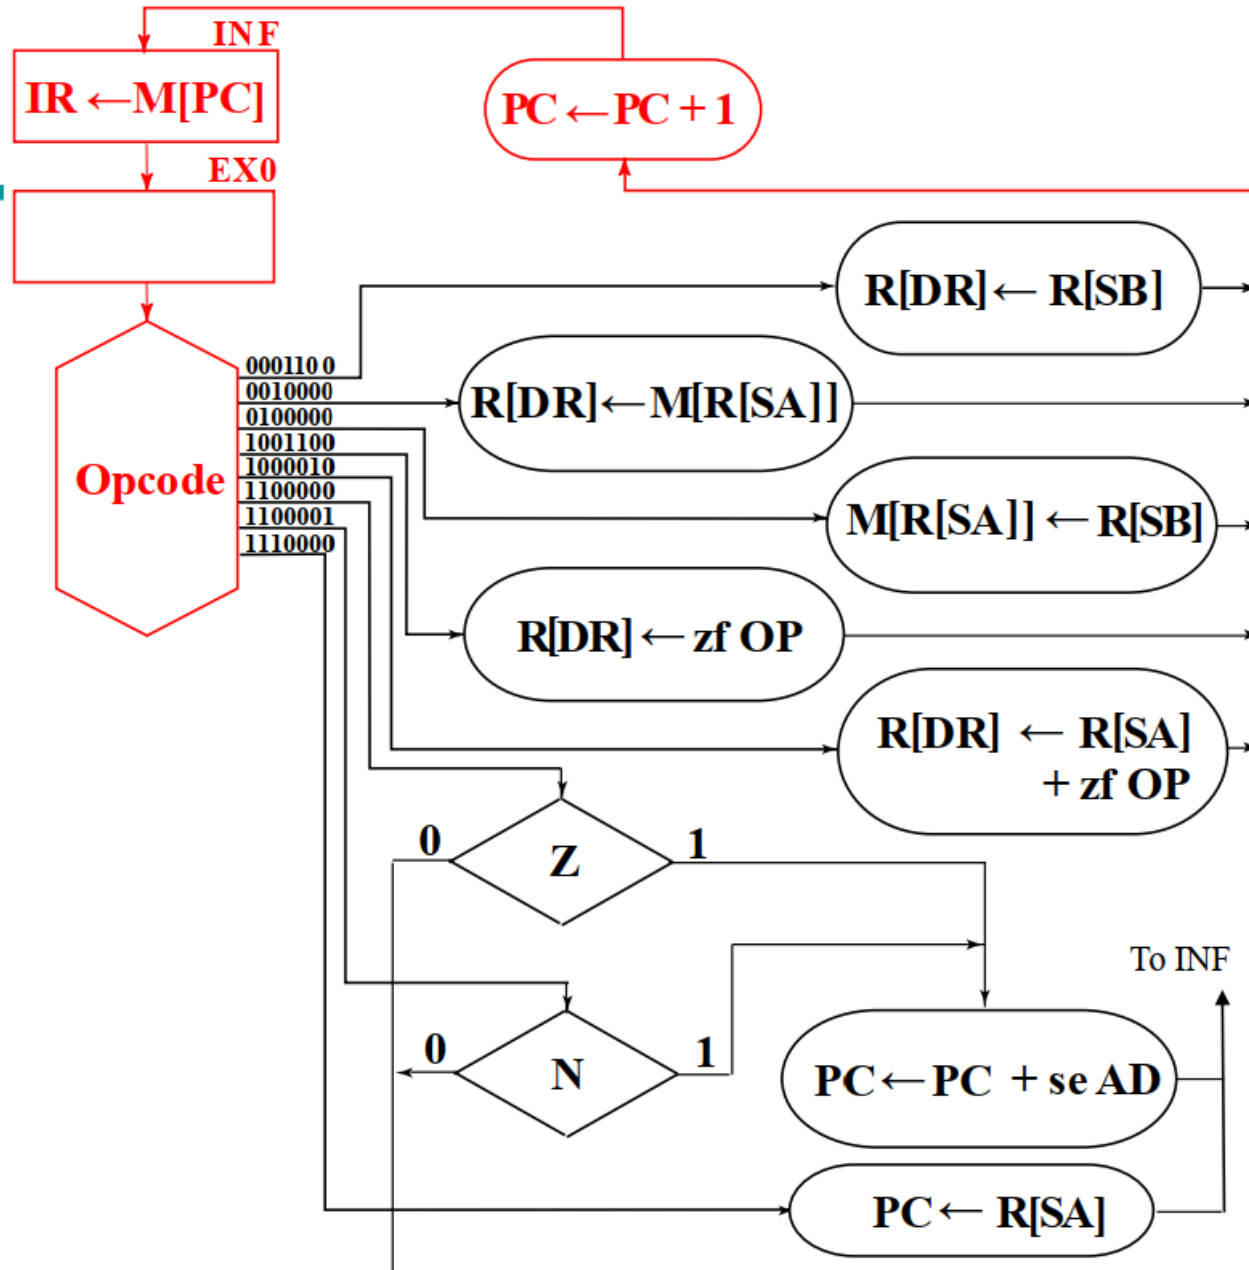 INF
IR ←M[PC]
PC ← PC + 1
EX0
R[DR]← R[SB]
0001100
0010000
0100000
1001100
1000010
1100000
1100001
1110000
R[DR]←M[R[SA]]
Opcode
M[R[SA]] ← R[SB]
R[DR] ← zf OP
R[DR] ← R[SA]
+ zf OP
0
Z
1
To INF
0
N
1
PC← PC + se AD
PC ← R[SA]